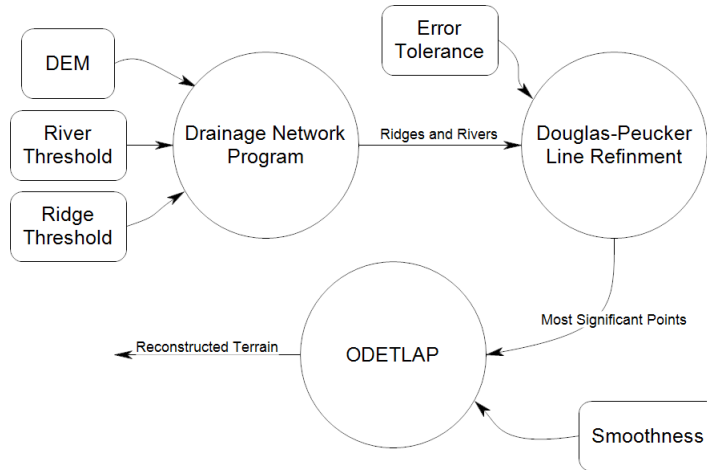 DEM
Error
Tolerance
River
Threshold
Drainage Network
Program
Ridges and Rivers
Douglas-Peucker
Line Refinment
Ridge
Threshold
Most Significant Points
Reconstructed Terrain
ODETLAP
Smoothness